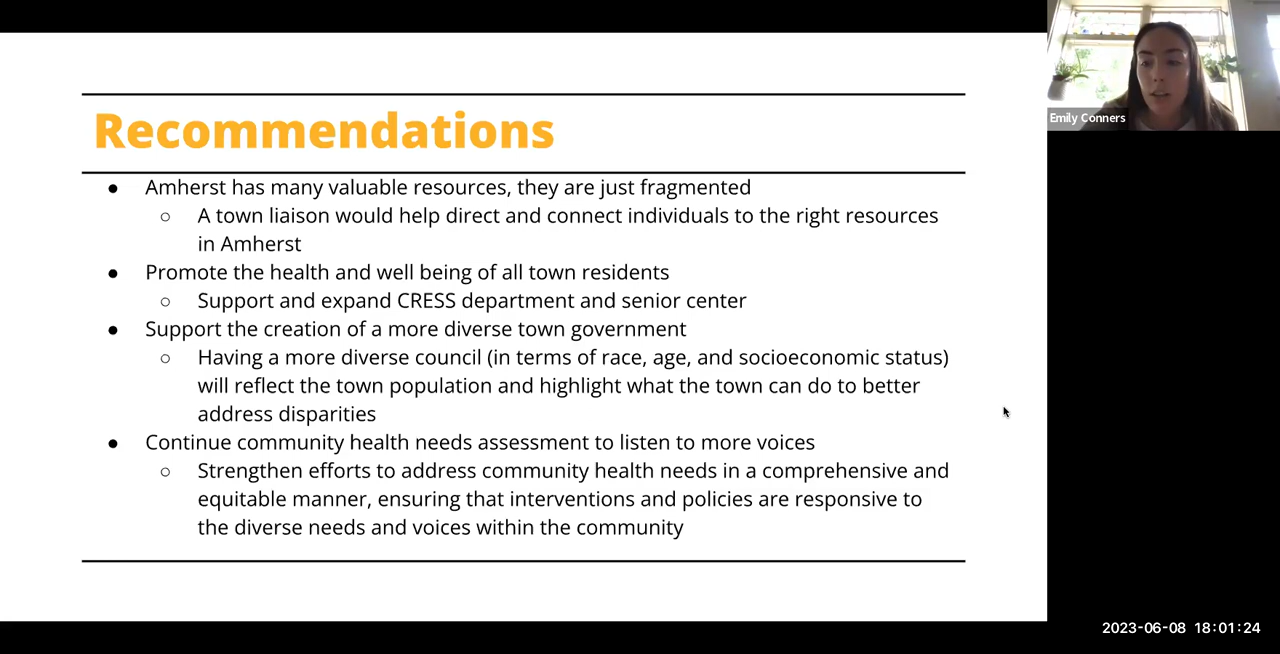 Recommendations
● Amherst has many valuable resources, they are just fragmented
○ A town liaison would help direct and connect individuals to the right resources
in Amherst
● Promote the health and well being of all town residents
○ Support and expand CRESS department and senior center
● Support the creation of a more diverse town government
○ Having a more diverse council (in terms of race, age, and socioeconomic status)
will reflect the town population and highlight what the town can do to better
address disparities
● Continue community health needs assessment to listen to more voices
○ Strengthen efforts to address community health needs in a comprehensive and
equitable manner, ensuring that interventions and policies are responsive to
the diverse needs and voices within the community
Emily Conners
2023-06-08 18:01:24